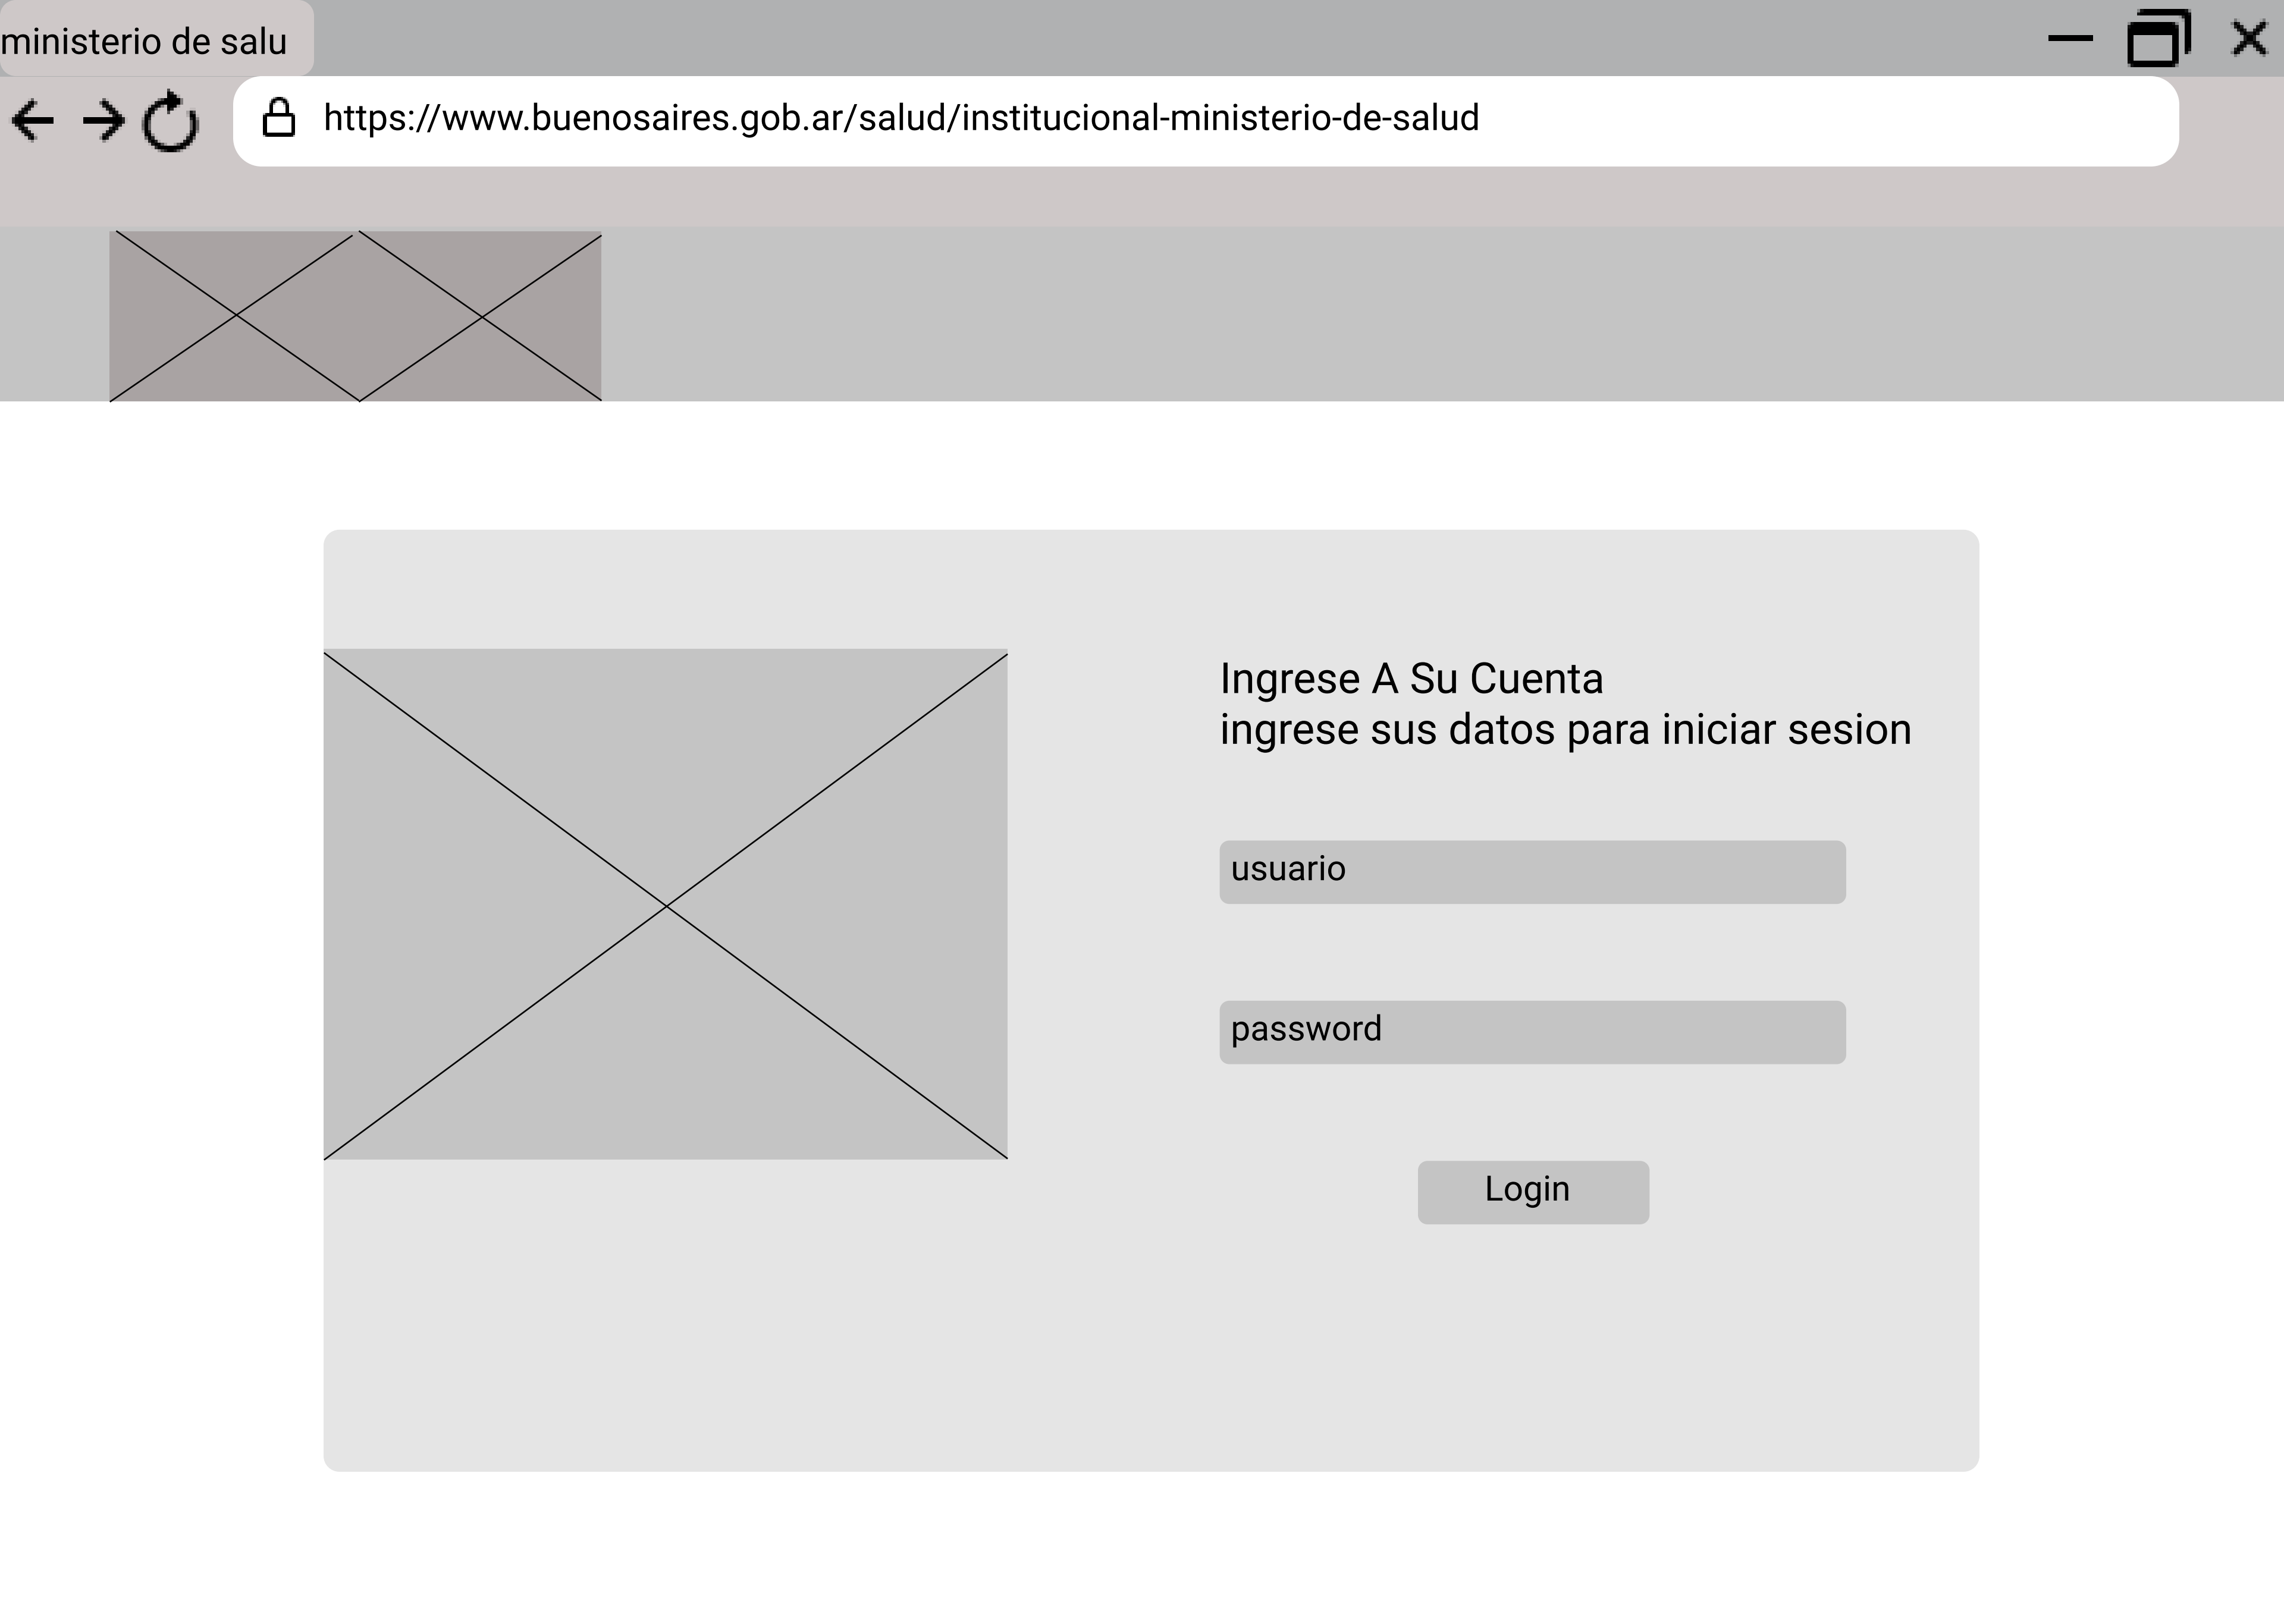 ministerio de salu
https://www.buenosaires.gob.ar/salud/institucional-ministerio-de-salud
Ingrese A Su Cuenta
ingrese sus datos para iniciar sesion
usuario
password
Login